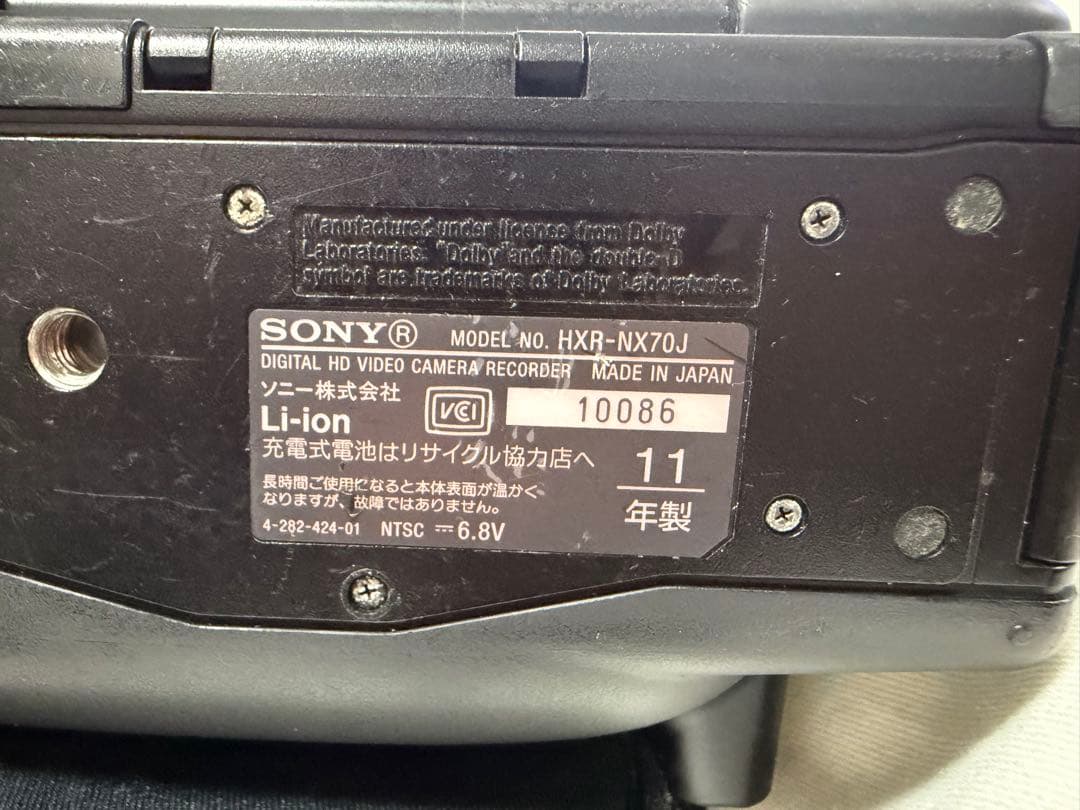 Manufactured under license from Dolby
Laboratories. "Dolby" and the double-D
symbol are trademarks of Dolby Laboratories.
SONY® MODEL NO. HXR-NX70J
DIGITAL HD VIDEO CAMERA RECORDER MADE IN JAPAN
ソニー株式会社
VCI
10086
Li-ion
充電式電池はリサイクル協力店へ
11
年製
長時間ご使用になると本体表面が温かく
なりますが、故障ではありません。
4-282-424-01 NTSC ⎓6.8V